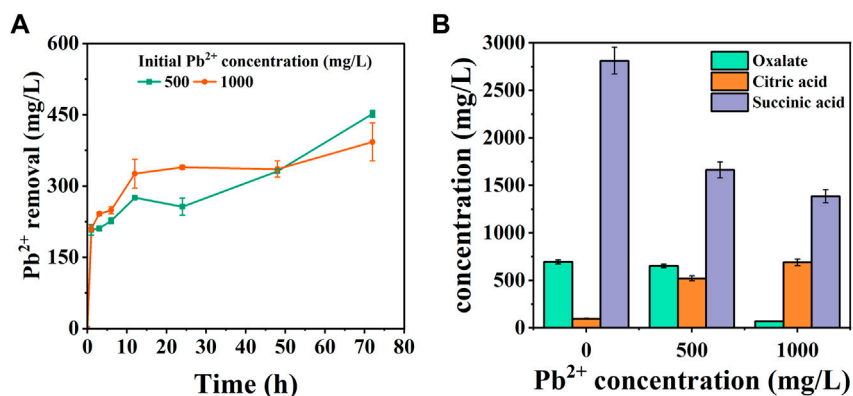 A
600
450
300
150
0
Pb²⁺ removal (mg/L)
Initial Pb²⁺ concentration (mg/L)
500 1000
0 10 20 30 40 50 60 70 80
Time (h)
B
3000
2500
2000
1500
1000
500
0
concentration (mg/L)
Oxalate
Citric acid
Succinic acid
0 500 1000
Pb²⁺ concentration (mg/L)